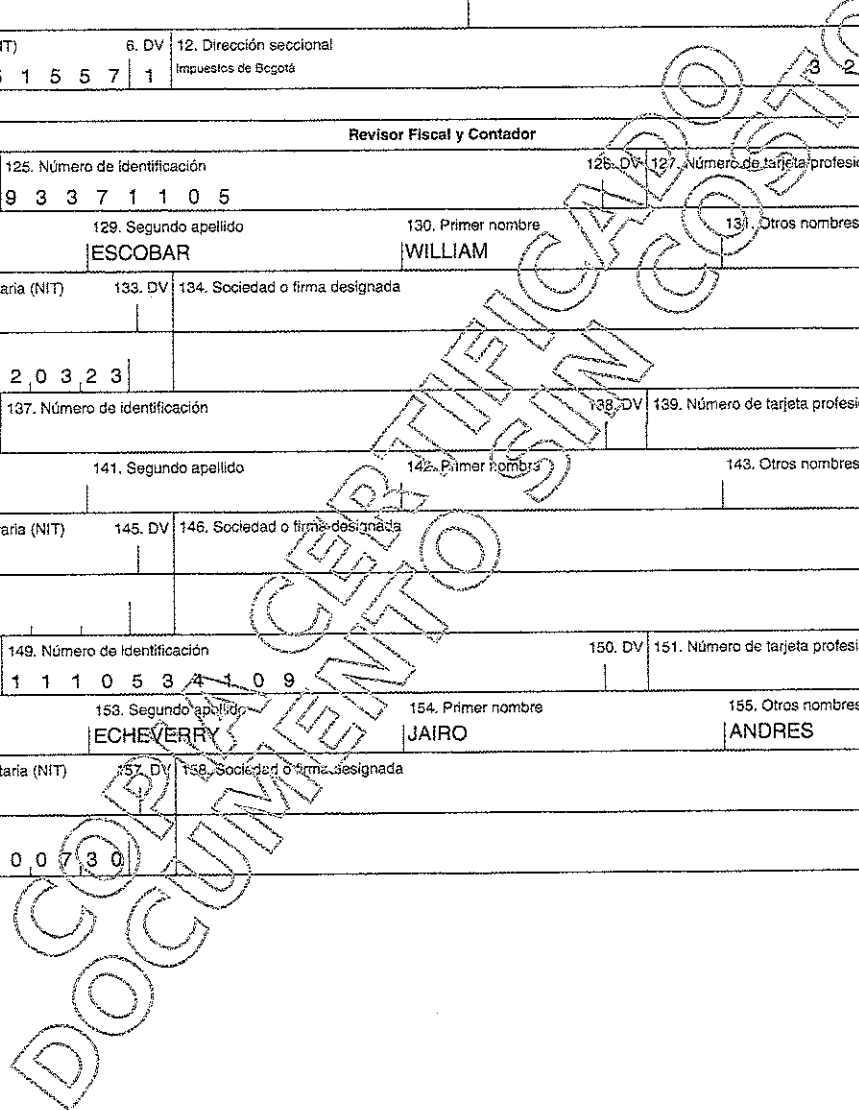 IT) 6. DV 12. Dirección seccional
1 5 5 7 1 Impuestos de Bogotá 3 2
Revisor Fiscal y Contador
125. Número de identificación 126. DV 127. Número de tarjeta profesi
9 3 3 7 1 1 0 5
129. Segundo apellido 130. Primer nombre 131. Otros nombres
ESCOBAR WILLIAM
aria (NIT) 133. DV 134. Sociedad o firma designada
2 0 3 2 3
137. Número de identificación 138. DV 139. Número de tarjeta profesi
141. Segundo apellido 142. Primer nombre 143. Otros nombres
aria (NIT) 145. DV 146. Sociedad o firma designada
149. Número de identificación 150. DV 151. Número de tarjeta profesi
1 1 1 0 5 3 4 1 0 9
153. Segundo apellido 154. Primer nombre 155. Otros nombres
ECHEVERRY JAIRO ANDRES
taria (NIT) 157. DV 158. Sociedad o firma designada
0 0 7 3 0
COPIA CERTIFICADO
DOCUMENTO SIN COSTO